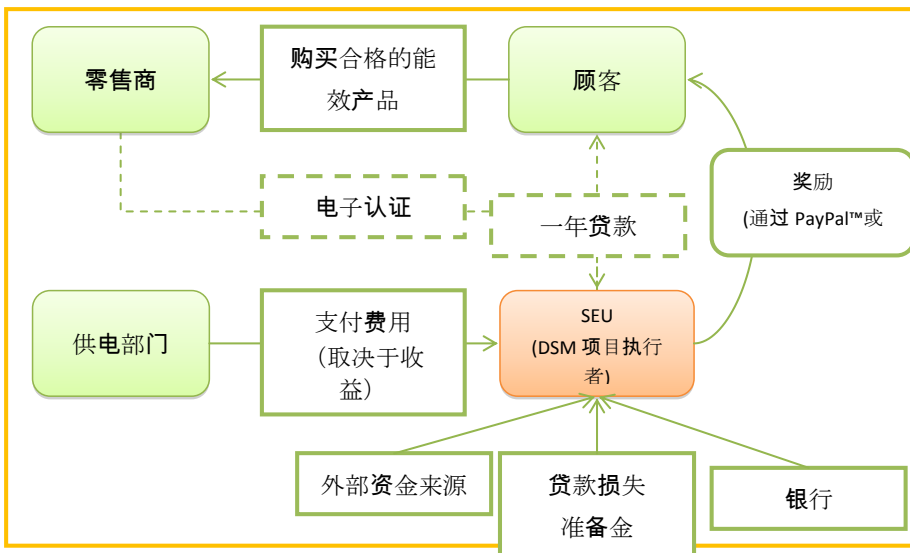 零售商
购买合格的能
效产品
顾客
电子认证
一年贷款
奖励
(通过 PayPal™或
供电部门
支付费用
（取决于收
益）
SEU
(DSM 项目执行
者)
外部资金来源
贷款损失
准备金
银行